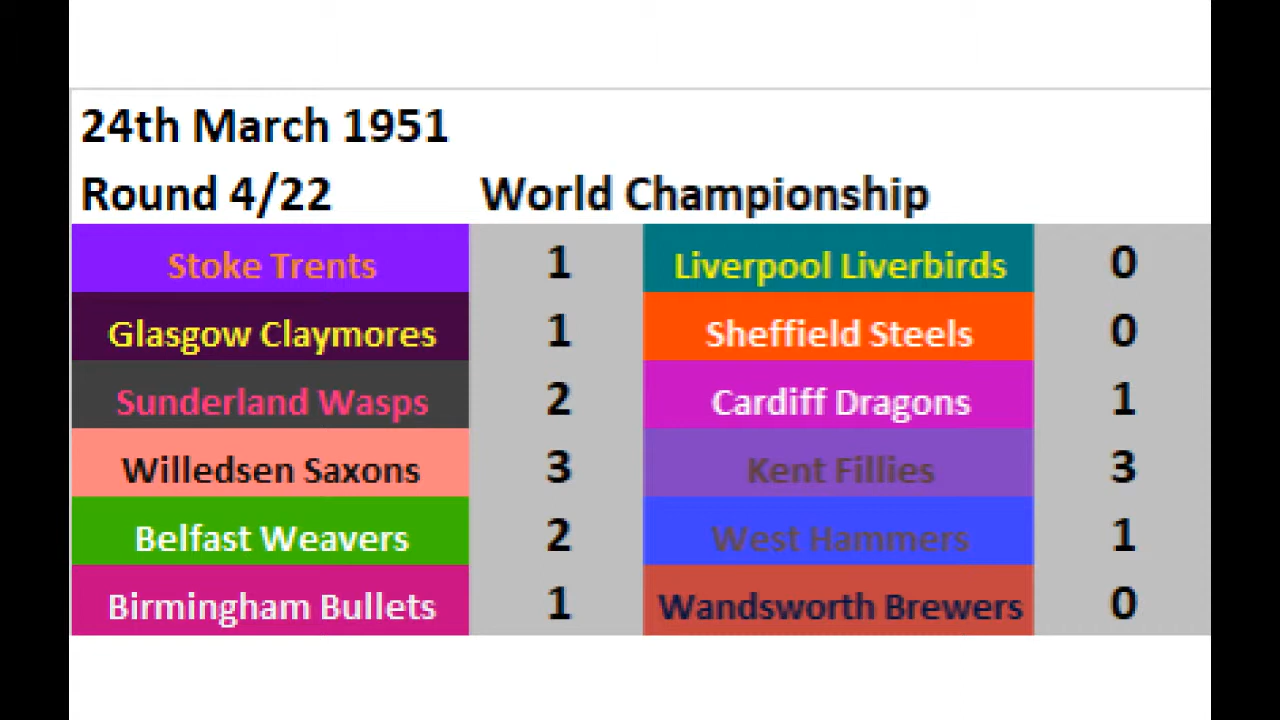 24th March 1951
Round 4/22 World Championship
Stoke Trents 1 Liverpool Liverbirds 0
Glasgow Claymores 1 Sheffield Steels 0
Sunderland Wasps 2 Cardiff Dragons 1
Willedsen Saxons 3 Kent Fillies 3
Belfast Weavers 2 West Hammers 1
Birmingham Bullets 1 Wandsworth Brewers 0